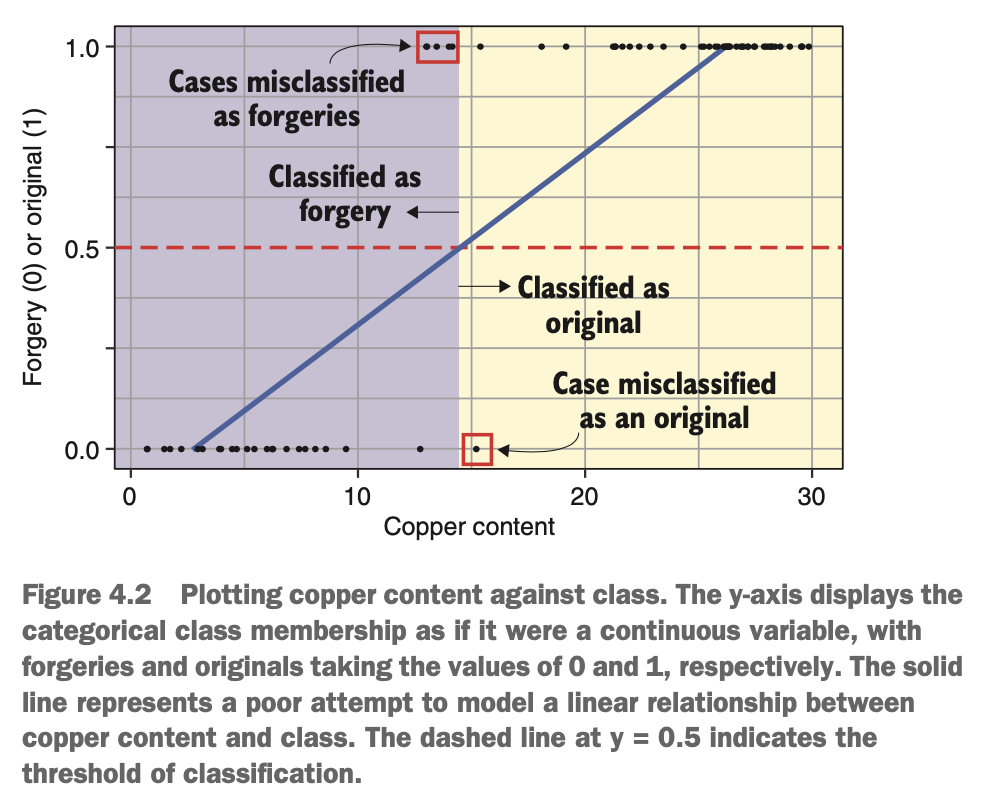 1.0
Cases misclassified
as forgeries
Classified as
forgery
0.5
Classified as
original
Case misclassified
as an original
0.0
Forgery (0) or original (1)
0 10 20 30
Copper content
Figure 4.2 Plotting copper content against class. The y-axis displays the
categorical class membership as if it were a continuous variable, with
forgeries and originals taking the values of 0 and 1, respectively. The solid
line represents a poor attempt to model a linear relationship between
copper content and class. The dashed line at y = 0.5 indicates the
threshold of classification.